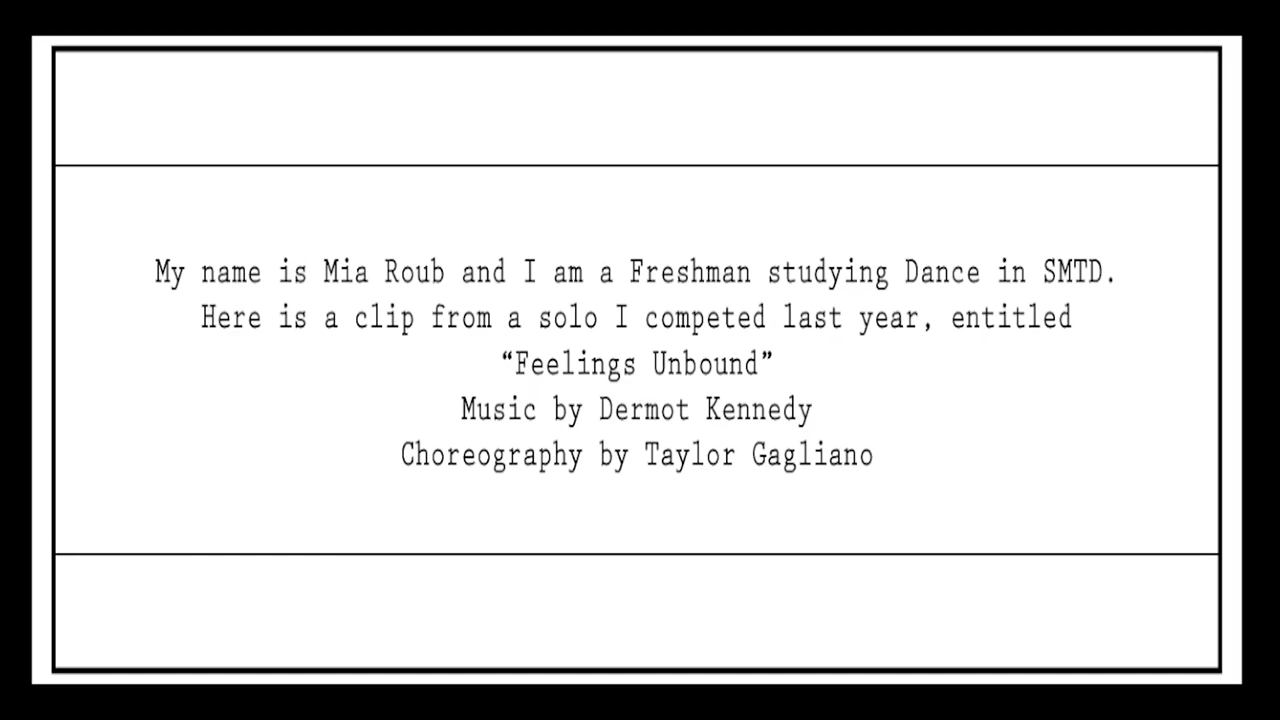 My name is Mia Roub and I am a Freshman studying Dance in SMTD.
Here is a clip from a solo I competed last year, entitled
“Feelings Unbound”
Music by Dermot Kennedy
Choreography by Taylor Gagliano